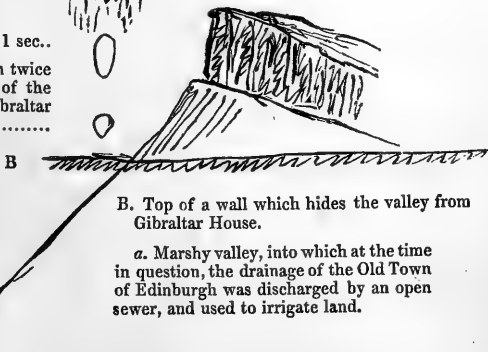 1 sec..
n twice
of the
braltar
.........
B
B. Top of a wall which hides the valley from
Gibraltar House.
a. Marshy valley, into which at the time
in question, the drainage of the Old Town
of Edinburgh was discharged by an open
sewer, and used to irrigate land.